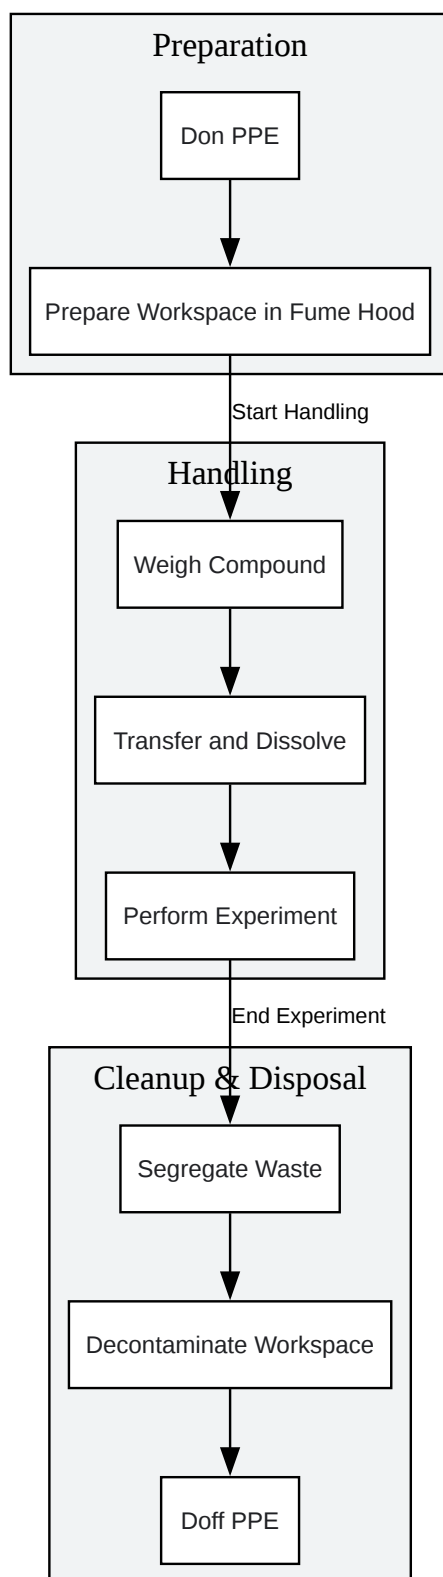 Preparation
Don PPE
Prepare Workspace in Fume Hood
Start Handling
Handling
Weigh Compound
Transfer and Dissolve
Perform Experiment
End Experiment
Cleanup & Disposal
Segregate Waste
Decontaminate Workspace
Doff PPE